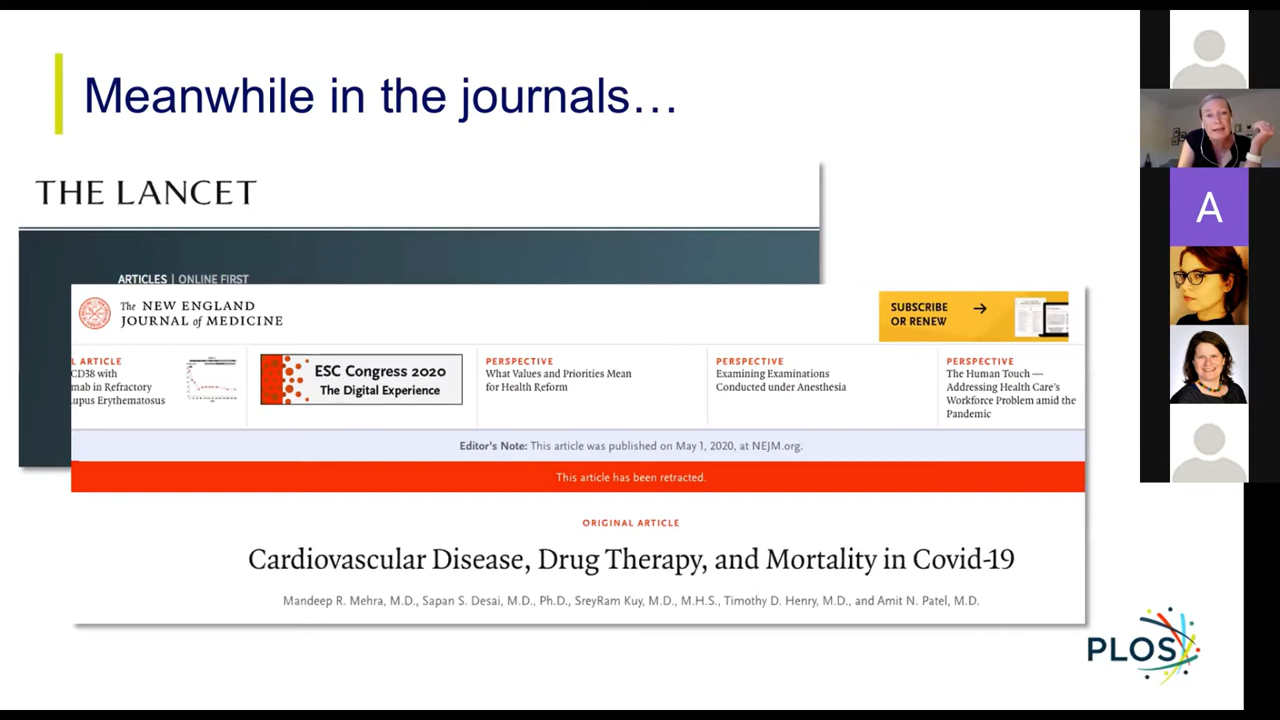 Meanwhile in the journals…
THE LANCET
ARTICLES | ONLINE FIRST
The NEW ENGLAND
JOURNAL of MEDICINE
SUBSCRIBE
OR RENEW
L ARTICLE
CD38 with
mab in Refractory
upus Erythematosus
ESC Congress 2020
The Digital Experience
PERSPECTIVE
What Values and Priorities Mean
for Health Reform
PERSPECTIVE
Examining Examinations
Conducted under Anesthesia
PERSPECTIVE
The Human Touch —
Addressing Health Care's
Workforce Problem amid the
Pandemic
Editor's Note: This article was published on May 1, 2020, at NEJM.org.
This article has been retracted.
ORIGINAL ARTICLE
Cardiovascular Disease, Drug Therapy, and Mortality in Covid-19
Mandeep R. Mehra, M.D., Sapan S. Desai, M.D., Ph.D., SreyRam Kuy, M.D., M.H.S., Timothy D. Henry, M.D., and Amit N. Patel, M.D.
PLOS
A